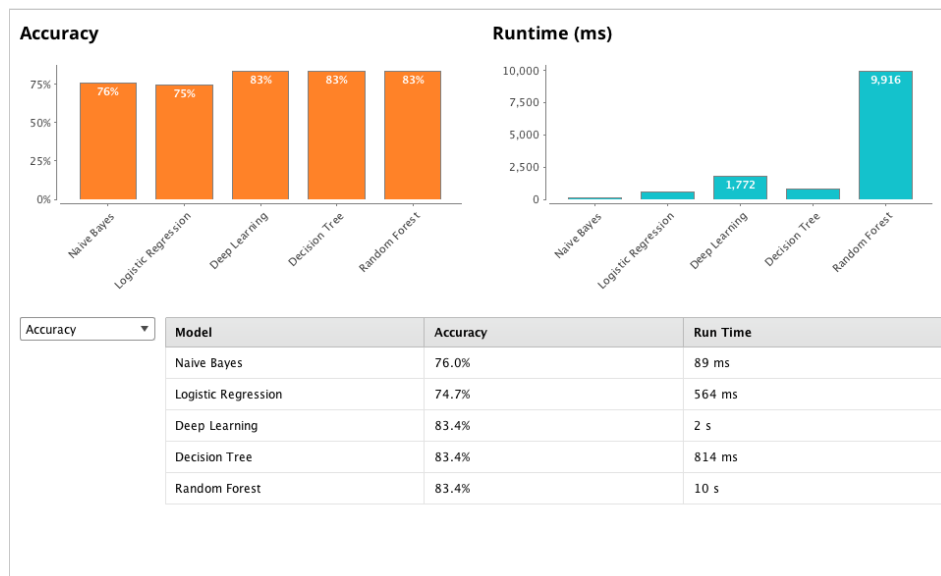 Accuracy
75%
50%
25%
0%
76%
75%
83%
83%
83%
Naive Bayes
Logistic Regression
Deep Learning
Decision Tree
Random Forest
Runtime (ms)
10,000
7,500
5,000
2,500
0
1,772
9,916
Naive Bayes
Logistic Regression
Deep Learning
Decision Tree
Random Forest
Accuracy
Model Accuracy Run Time
Naive Bayes 76.0% 89 ms
Logistic Regression 74.7% 564 ms
Deep Learning 83.4% 2 s
Decision Tree 83.4% 814 ms
Random Forest 83.4% 10 s